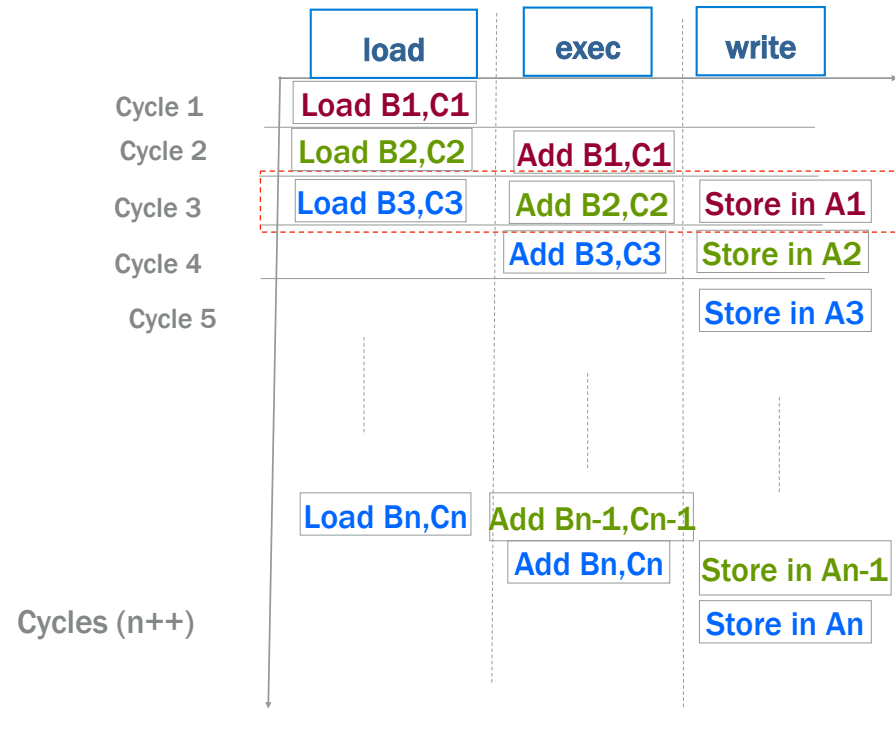 load exec write
Cycle 1 Load B1,C1
Cycle 2 Load B2,C2 Add B1,C1
Cycle 3 Load B3,C3 Add B2,C2 Store in A1
Cycle 4 Add B3,C3 Store in A2
Cycle 5 Store in A3
Load Bn,Cn Add Bn-1,Cn-1
Add Bn,Cn Store in An-1
Cycles (n++) Store in An